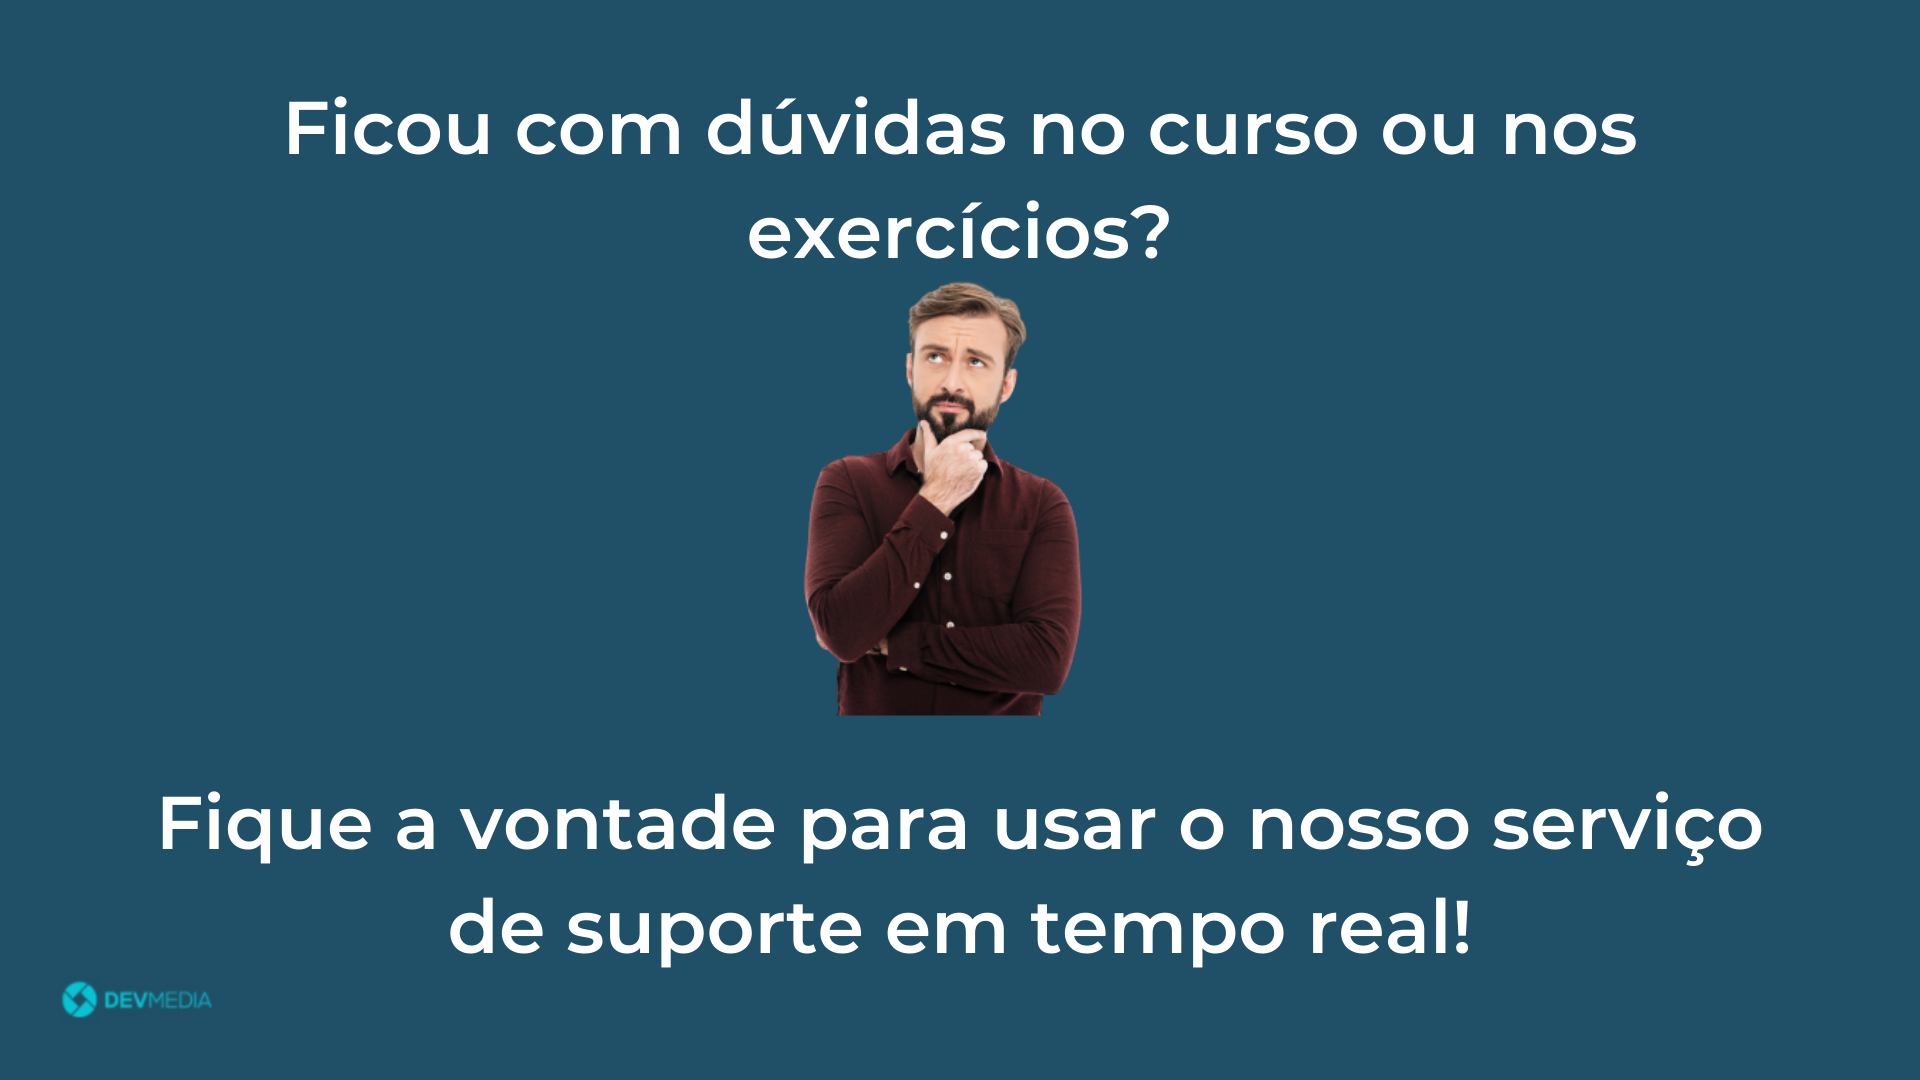 Ficou com dúvidas no curso ou nos
exercícios?
Fique a vontade para usar o nosso serviço
de suporte em tempo real!
DEVMEDIA